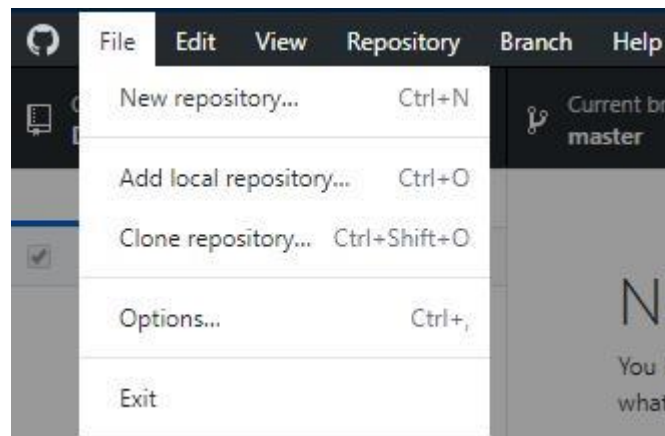 File Edit View Repository Branch Help
New repository... Ctrl+N
Current br
master
Add local repository... Ctrl+O
Clone repository... Ctrl+Shift+O
Options... Ctrl+,
Exit
N
You
what